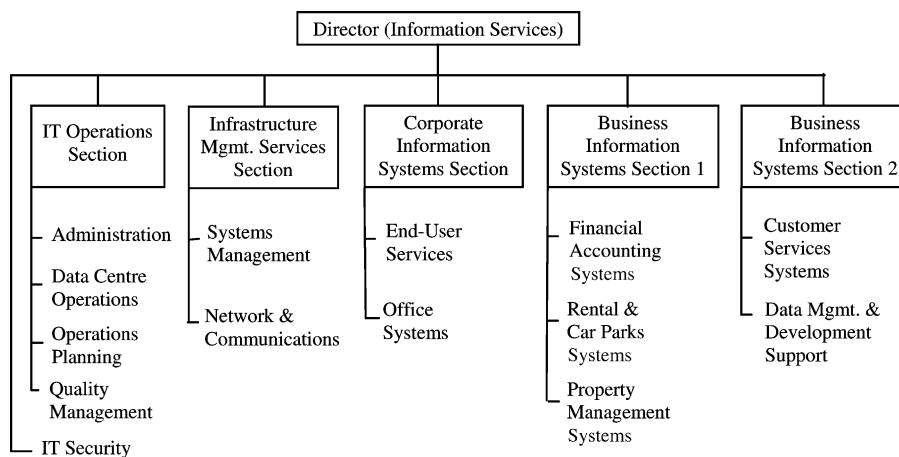 Director (Information Services)
IT Operations
Section
Infrastructure
Mgmt. Services
Section
Corporate
Information
Systems Section
Business
Information
Systems Section 1
Business
Information
Systems Section 2
Administration
Data Centre
Operations
Operations
Planning
Quality
Management
IT Security
Systems
Management
Network &
Communications
End-User
Services
Office
Systems
Financial
Accounting
Systems
Rental &
Car Parks
Systems
Property
Management
Systems
Customer
Services
Systems
Data Mgmt. &
Development
Support